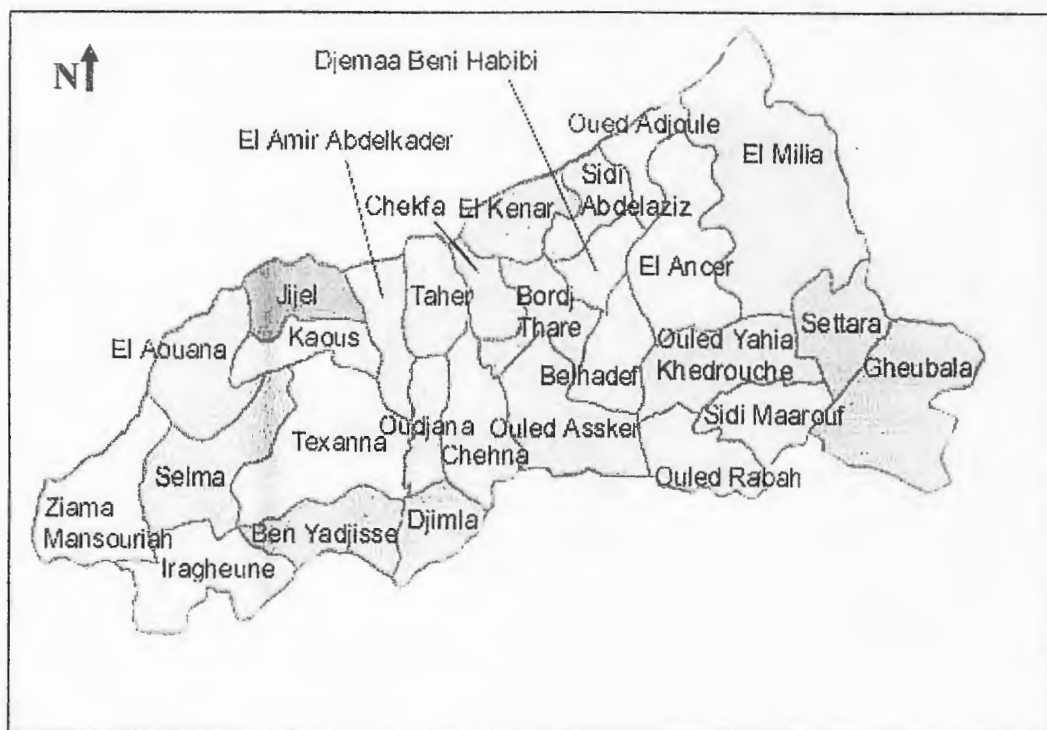 N
Djemaa Beni Habibi
El Amir Abdelkader
Oued Adjoule
El Milia
Sidi
Abdelaziz
Chekfa
El Kenar
El Ancer
Jijel
Taher
Bordj
Thare
Settara
El Aouana
Kaous
Ouled Yahia
Khedrouche
Gheubala
Belhadef
Sidi Maarouf
Texanna
Oudjana
Ouled Assker
Chehna
Selma
Ouled Rabah
Ziama
Mansouriah
Ben Yadjisse
Djimla
Iragheune